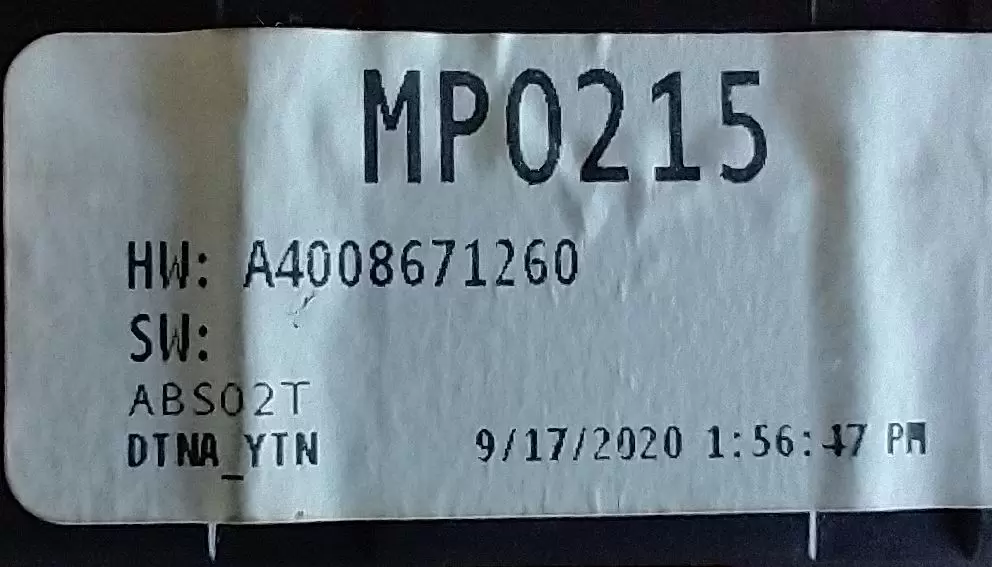 MP0215
HW: A4008671260
SW:
ABS02T
DTNA_YTN 9/17/2020 1:56:47 PM